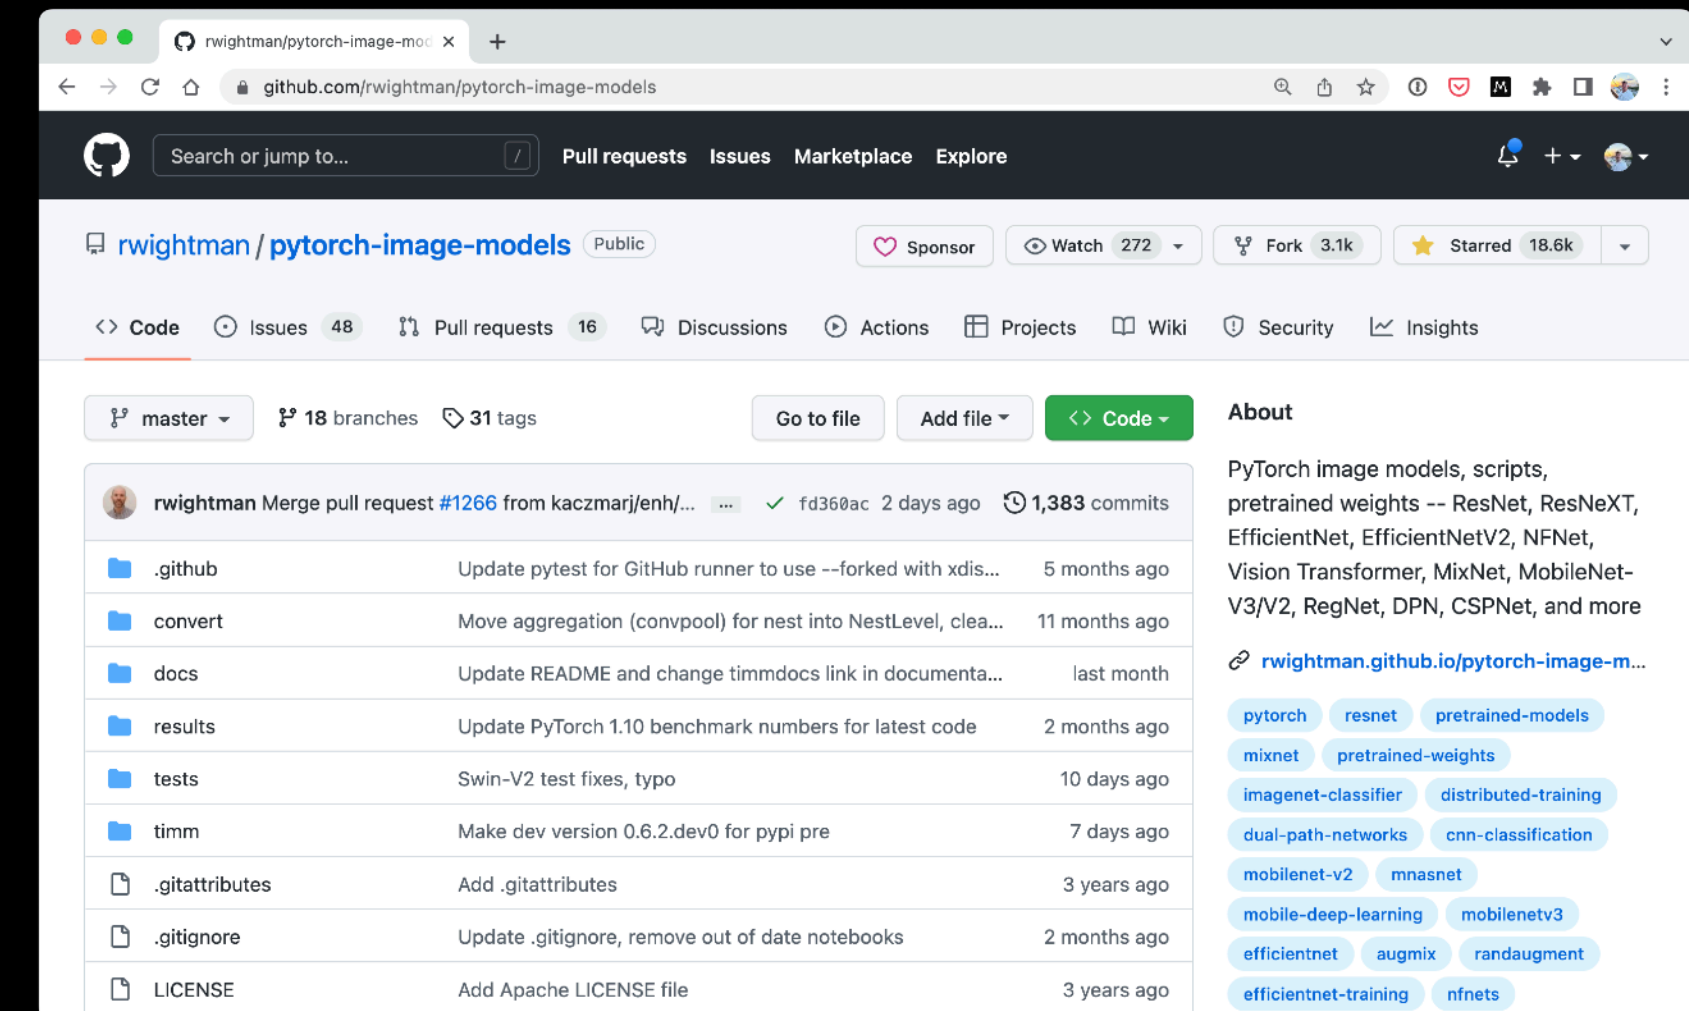 rwightman/pytorch-image-mod
github.com/rwightman/pytorch-image-models
Search or jump to... / Pull requests Issues Marketplace Explore
rwightman / pytorch-image-models Public Sponsor Watch 272 Fork 3.1k Starred 18.6k
Code Issues 48 Pull requests 16 Discussions Actions Projects Wiki Security Insights
master 18 branches 31 tags Go to file Add file Code
rwightman Merge pull request #1266 from kaczmarj/enh/... ... fd360ac 2 days ago 1,383 commits
.github Update pytest for GitHub runner to use --forked with xdis... 5 months ago
convert Move aggregation (convpool) for nest into NestLevel, clea... 11 months ago
docs Update README and change timmdocs link in documenta... last month
results Update PyTorch 1.10 benchmark numbers for latest code 2 months ago
tests Swin-V2 test fixes, typo 10 days ago
timm Make dev version 0.6.2.dev0 for pypi pre 7 days ago
.gitattributes Add .gitattributes 3 years ago
.gitignore Update .gitignore, remove out of date notebooks 2 months ago
LICENSE Add Apache LICENSE file 3 years ago
About
PyTorch image models, scripts,
pretrained weights -- ResNet, ResNeXT,
EfficientNet, EfficientNetV2, NFNet,
Vision Transformer, MixNet, MobileNet-
V3/V2, RegNet, DPN, CSPNet, and more
rwightman.github.io/pytorch-image-m...
pytorch resnet pretrained-models
mixnet pretrained-weights
imagenet-classifier distributed-training
dual-path-networks cnn-classification
mobilenet-v2 mnasnet
mobile-deep-learning mobilenetv3
efficientnet augmix randaugment
efficientnet-training nfnets